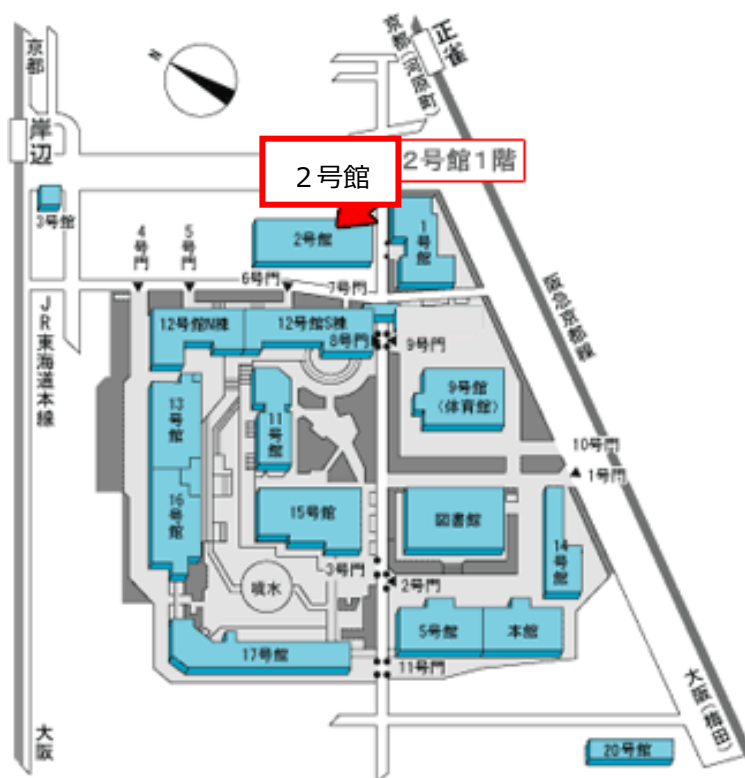 正雀
京都(河原町)
京都
N
岸辺
2号館
2号館1階
3号館
4号門
5号門
2号館
1号館
6号門
7号門
阪急京都線
JR東海道本線
12号館N棟
12号館S棟
8号門
9号門
9号館
(体育館)
13号館
11号館
10号門
1号門
16号館
15号館
図書館
14号館
3号門
2号門
噴水
5号館
本館
17号館
11号門
大阪(梅田)
大阪
20号館